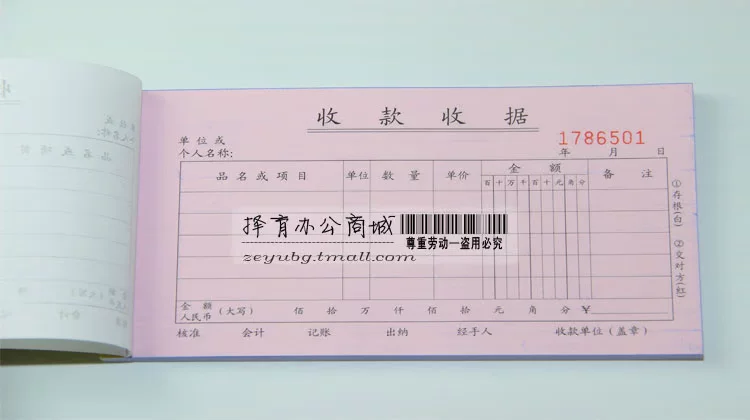 收款收据
1786501
单位或
个人名称:
年 月 日
品名或项目 单位 数量 单价 金额 备注
百十万千百十元角分
择育办公商城
尊重劳动—盗用必究
zeyubg.tmall.com
①存根(白)
②交对方(红)
金额
人民币 (大写) 佰 拾 万 仟 佰 拾 元 角 分 ¥
核准 会计 记账 出纳 经手人 收款单位(盖章)